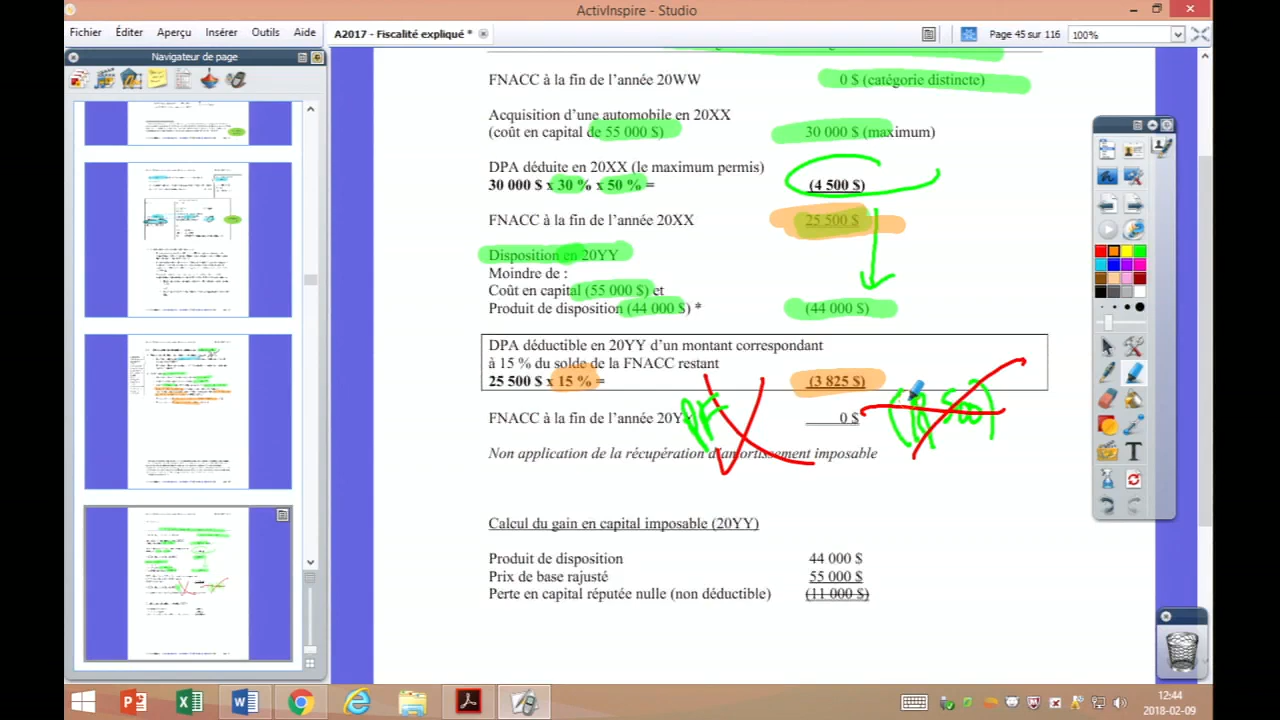 ActivInspire - Studio
Fichier Éditer Aperçu Insérer Outils Aide
A2017 - Fiscalité expliqué *
Page 45 sur 116
100%
Navigateur de page
FNACC à la fin de l'année 20WW 0 $ (catégorie distincte)
Acquisition d'une automobile en 20XX
(coût en capital de 55 000 $) 30 000 $ (maximum)
DPA déduite en 20XX (le maximum permis)
30 000 $ x 30 % x 50 % (4 500 $)
FNACC à la fin de l'année 20XX 25 500 $
Disposition en 20YY
Moindre de :
Coût en capital (55 000 $) et
Produit de disposition (44 000 $) * (44 000 $)
DPA déductible en 20YY d'un montant correspondant
à 15 % du solde de la FNACC restant
25 500 $ x 15 % = (3 825 $)
FNACC à la fin de l'année 20YY 0 $
Non application de la récupération d'amortissement imposable
Calcul du gain en capital imposable (20YY)
Produit de disposition 44 000 $
Prix de base rajusté 55 000 $
Perte en capital réputée nulle (non déductible) (11 000 $)
12:44
2018-02-09